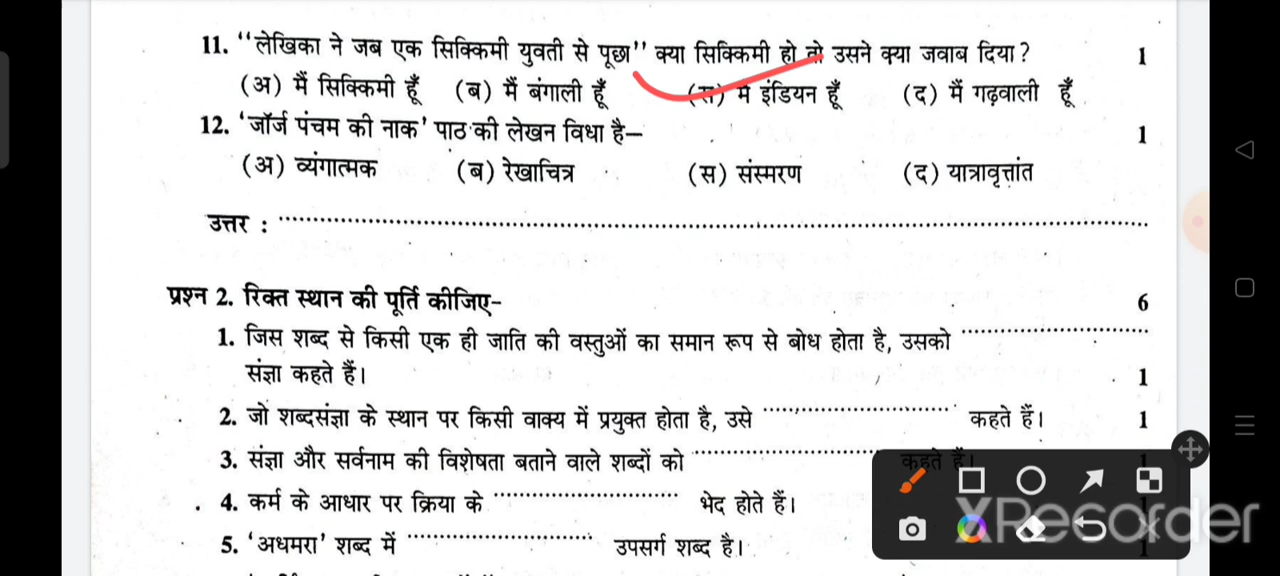 11. ‘‘लेखिका ने जब एक सिक्किमी युवती से पूछा’’ क्या सिक्किमी हो तो उसने क्या जवाब दिया? 1
(अ) मैं सिक्किमी हूँ (ब) मैं बंगाली हूँ (स) मैं इंडियन हूँ (द) मैं गढ़वाली हूँ
12. ‘जॉर्ज पंचम की नाक’ पाठ की लेखन विधा है– 1
(अ) व्यंगात्मक (ब) रेखाचित्र (स) संस्मरण (द) यात्रावृत्तांत
उत्तर : ........................................
प्रश्न 2. रिक्त स्थान की पूर्ति कीजिए- 6
1. जिस शब्द से किसी एक ही जाति की वस्तुओं का समान रूप से बोध होता है, उसको ....................
संज्ञा कहते हैं। 1
2. जो शब्दसंज्ञा के स्थान पर किसी वाक्य में प्रयुक्त होता है, उसे .................... कहते हैं। 1
3. संज्ञा और सर्वनाम की विशेषता बताने वाले शब्दों को .................... कहते हैं।
4. कर्म के आधार पर क्रिया के .................... भेद होते हैं।
5. ‘अधमरा’ शब्द में .................... उपसर्ग शब्द है।
XRecorder